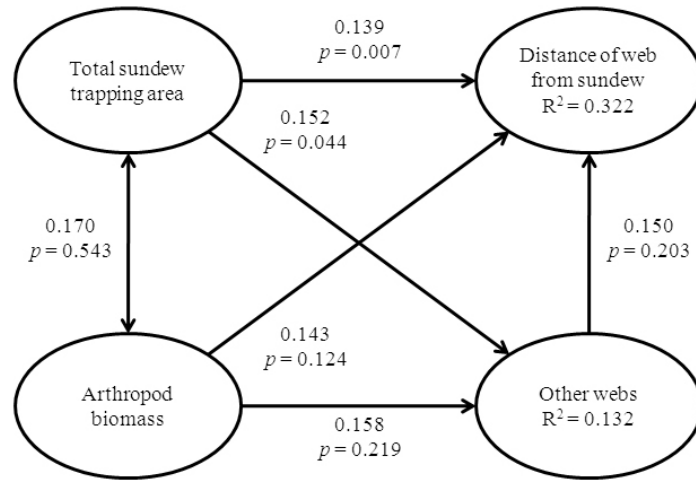 Total sundew
trapping area
0.139
p = 0.007
Distance of web
from sundew
R² = 0.322
0.152
p = 0.044
0.170
p = 0.543
0.150
p = 0.203
0.143
p = 0.124
Arthropod
biomass
0.158
p = 0.219
Other webs
R² = 0.132